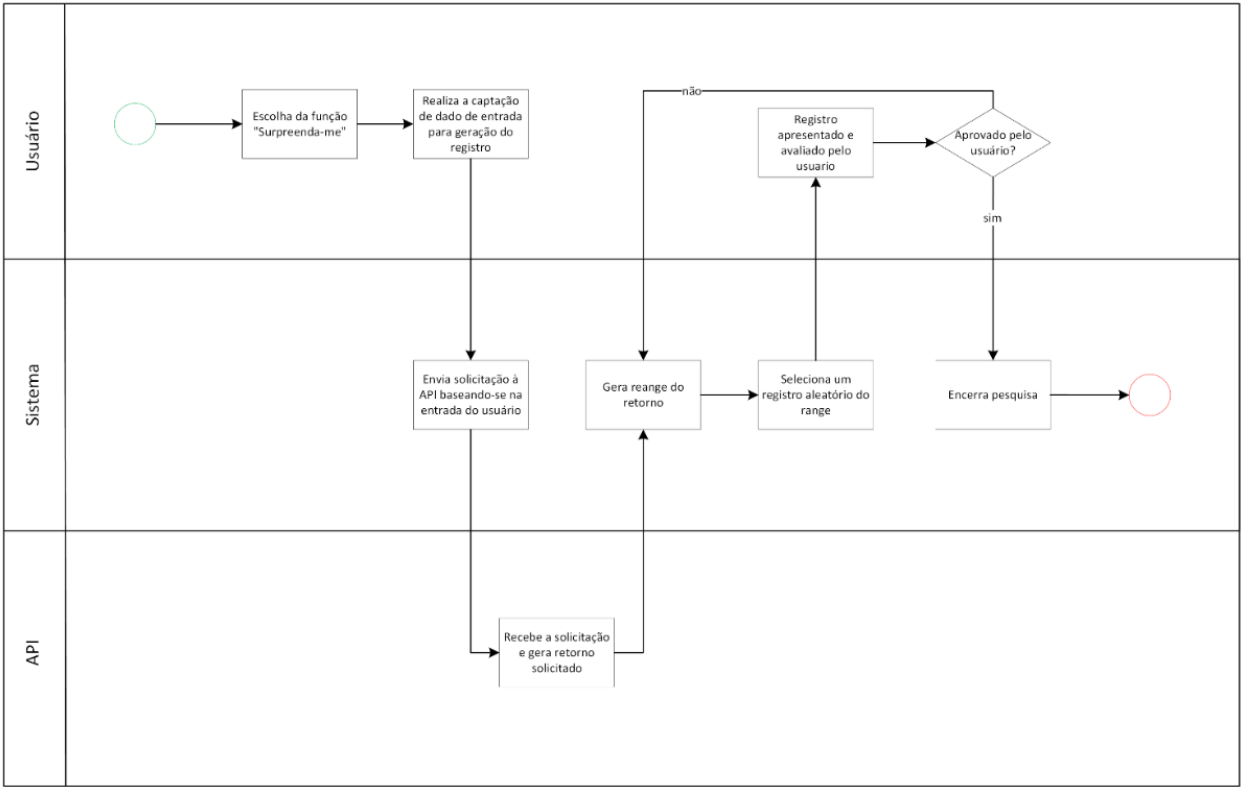 Usuário
Escolha da função
"Surpreenda-me"
Realiza a captação
de dado de entrada
para geração do
registro
não
Registro
apresentado e
avaliado pelo
usuario
Aprovado pelo
usuário?
sim
Sistema
Envia solicitação à
API baseando-se na
entrada do usuário
Gera reange do
retorno
Seleciona um
registro aleatório do
range
Encerra pesquisa
API
Recebe a solicitação
e gera retorno
solicitado